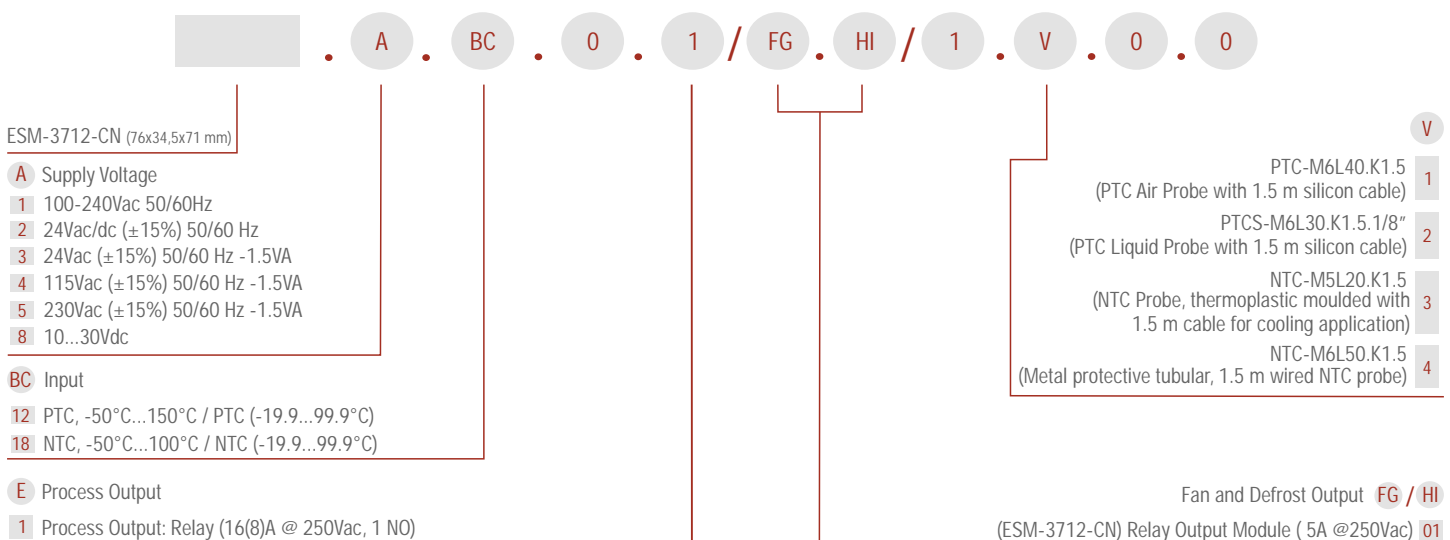 . A . BC . 0 . 1 / FG . HI / 1 . V . 0 . 0
ESM-3712-CN (76x34,5x71 mm)
A Supply Voltage
1 100-240Vac 50/60Hz
2 24Vac/dc (±15%) 50/60 Hz
3 24Vac (±15%) 50/60 Hz -1.5VA
4 115Vac (±15%) 50/60 Hz -1.5VA
5 230Vac (±15%) 50/60 Hz -1.5VA
8 10...30Vdc
BC Input
12 PTC, -50°C...150°C / PTC (-19.9...99.9°C)
18 NTC, -50°C...100°C / NTC (-19.9...99.9°C)
E Process Output
1 Process Output: Relay (16(8)A @ 250Vac, 1 NO)
V
PTC-M6L40.K1.5
(PTC Air Probe with 1.5 m silicon cable) 1
PTCS-M6L30.K1.5.1/8"
(PTC Liquid Probe with 1.5 m silicon cable) 2
NTC-M5L20.K1.5
(NTC Probe, thermoplastic moulded with 3
1.5 m cable for cooling application)
NTC-M6L50.K1.5
(Metal protective tubular, 1.5 m wired NTC probe) 4
Fan and Defrost Output FG / HI
(ESM-3712-CN) Relay Output Module ( 5A @250Vac) 01